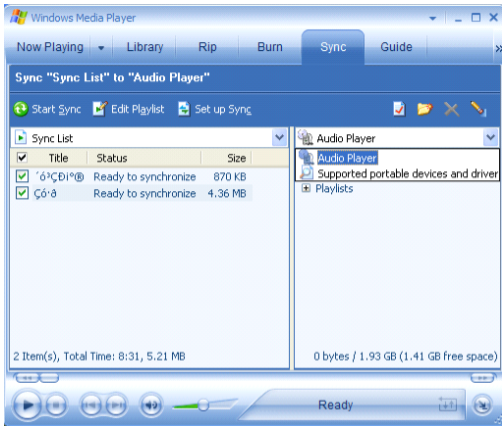 Windows Media Player
Now Playing Library Rip Burn Sync Guide »
Sync "Sync List" to "Audio Player"
Start Sync Edit Playlist Set up Sync
Sync List Audio Player
Title Status Size Audio Player
Supported portable devices and driver
´ó³ÇÐ¡°® Ready to synchronize 870 KB
Çó·ð Ready to synchronize 4.36 MB Playlists
2 Item(s), Total Time: 8:31, 5.21 MB 0 bytes / 1.93 GB (1.41 GB free space)
Ready